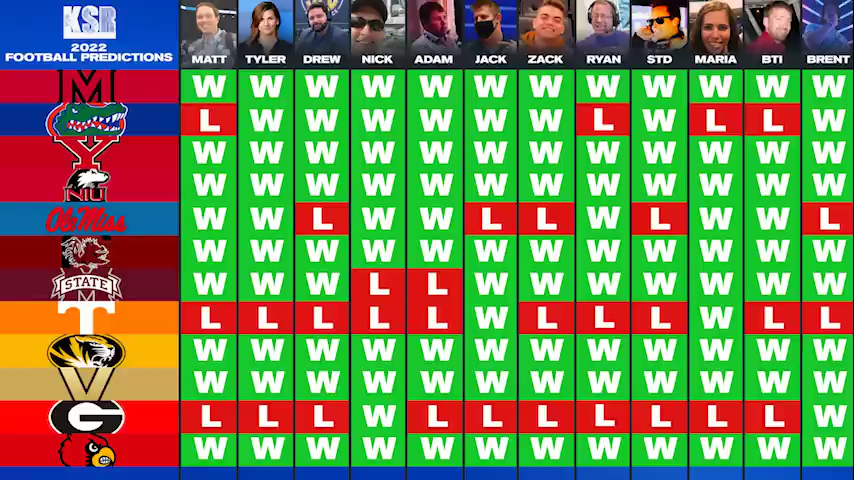 KSR
2022
FOOTBALL PREDICTIONS
MATT TYLER DREW NICK ADAM JACK ZACK RYAN STD MARIA BTI BRENT
M W W W W W W W W W W W W
L W W W W W W L W L L W
Y W W W W W W W W W W W W
NIU W W W W W W W W W W W W
Ole Miss W W L W W L L W L W W L
W W W W W W W W W W W W
M STATE W W W L L W W W W W W W
T L L L L L W L L L W L L
W W W W W W W W W W W W
V W W W W W W W W W W W W
G L L L W L L L L L L L W
W W W W W W W W W W W W